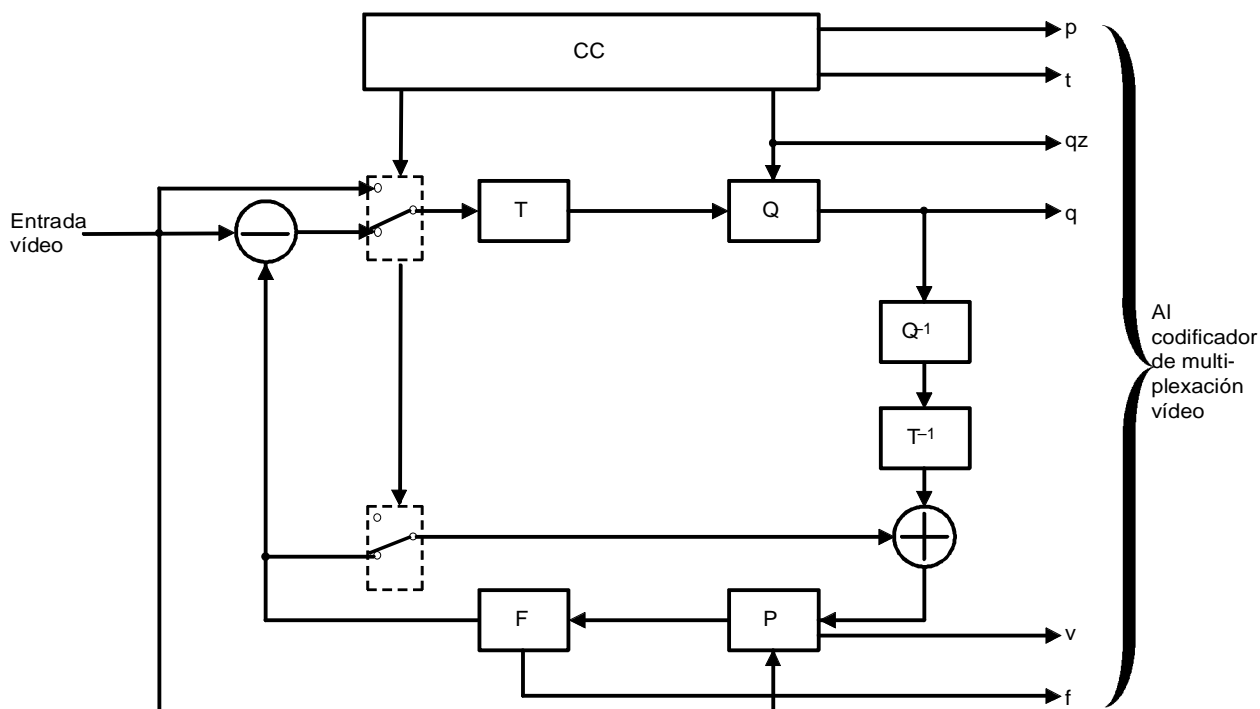 CC
p
t
qz
Entrada
vídeo
T
Q
q
Q–1
T–1
Al
codificador
de multi-
plexación
vídeo
F
P
v
f